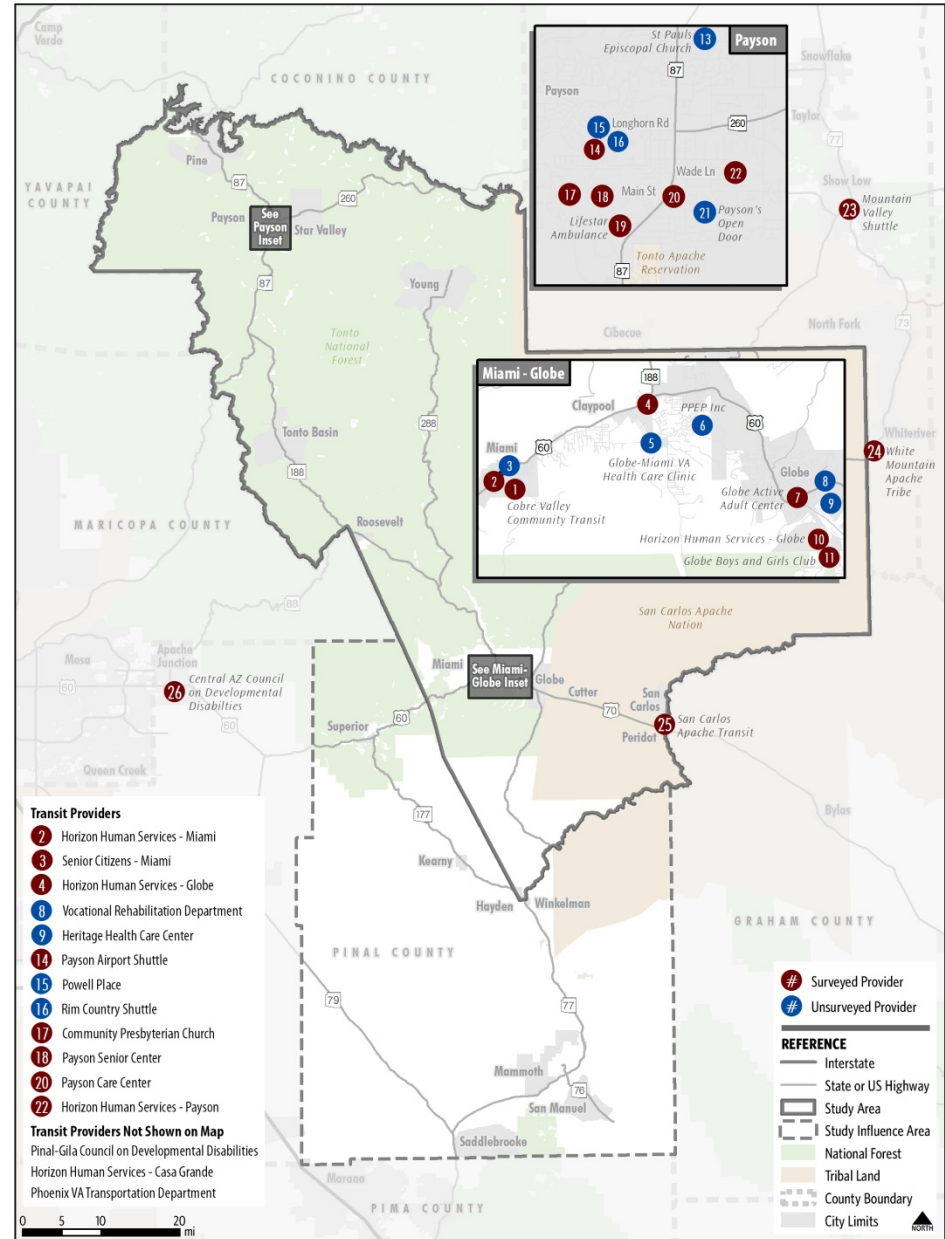 Camp
Verde
COCONINO COUNTY
Snowflake
Taylor
77
Show Low
YAVAPAI
COUNTY
Pine
87
260
Payson
See
Payson
Inset
Star Valley
87
Young
Tonto
National
Forest
288
Tonto Basin
188
Roosevelt
MARICOPA COUNTY
88
Payson
St Pauls
Episcopal Church
13
87
Payson
15
Longhorn Rd
16
14
260
Wade Ln
22
17
18
Main St
20
19
21
Lifestar
Ambulance
Payson's
Open
Door
Tonto Apache
Reservation
87
23
Mountain
Valley
Shuttle
Cibecue
North Fork
73
Whiteriver
24
White
Mountain
Apache
Tribe
Miami - Globe
188
Claypool
4
PPEP Inc
6
60
60
Miami
3
5
2
1
Globe-Miami VA
Health Care Clinic
Cobre Valley
Community Transit
Globe
8
7
9
Globe Active
Adult Center
Horizon Human Services - Globe
10
Globe Boys and Girls Club
11
San Carlos Apache
Nation
Mesa
Apache
Junction
60
26
Central AZ Council
on Developmental
Disabilties
Queen Creek
Miami
See Miami-
Globe Inset
Globe
Cutter
San
Carlos
70
25
San Carlos
Apache Transit
Peridot
Superior
60
177
Bylas
Kearny
Hayden
Winkelman
GRAHAM COUNTY
PINAL COUNTY
79
77
Mammoth
76
San Manuel
Saddlebrooke
Marana
PIMA COUNTY
Transit Providers
2 Horizon Human Services - Miami
3 Senior Citizens - Miami
4 Horizon Human Services - Globe
8 Vocational Rehabilitation Department
9 Heritage Health Care Center
14 Payson Airport Shuttle
15 Powell Place
16 Rim Country Shuttle
17 Community Presbyterian Church
18 Payson Senior Center
20 Payson Care Center
22 Horizon Human Services - Payson
Transit Providers Not Shown on Map
Pinal-Gila Council on Developmental Disabilities
Horizon Human Services - Casa Grande
Phoenix VA Transportation Department
0 5 10 20
mi
# Surveyed Provider
# Unsurveyed Provider
REFERENCE
Interstate
State or US Highway
Study Area
Study Influence Area
National Forest
Tribal Land
County Boundary
City Limits
NORTH